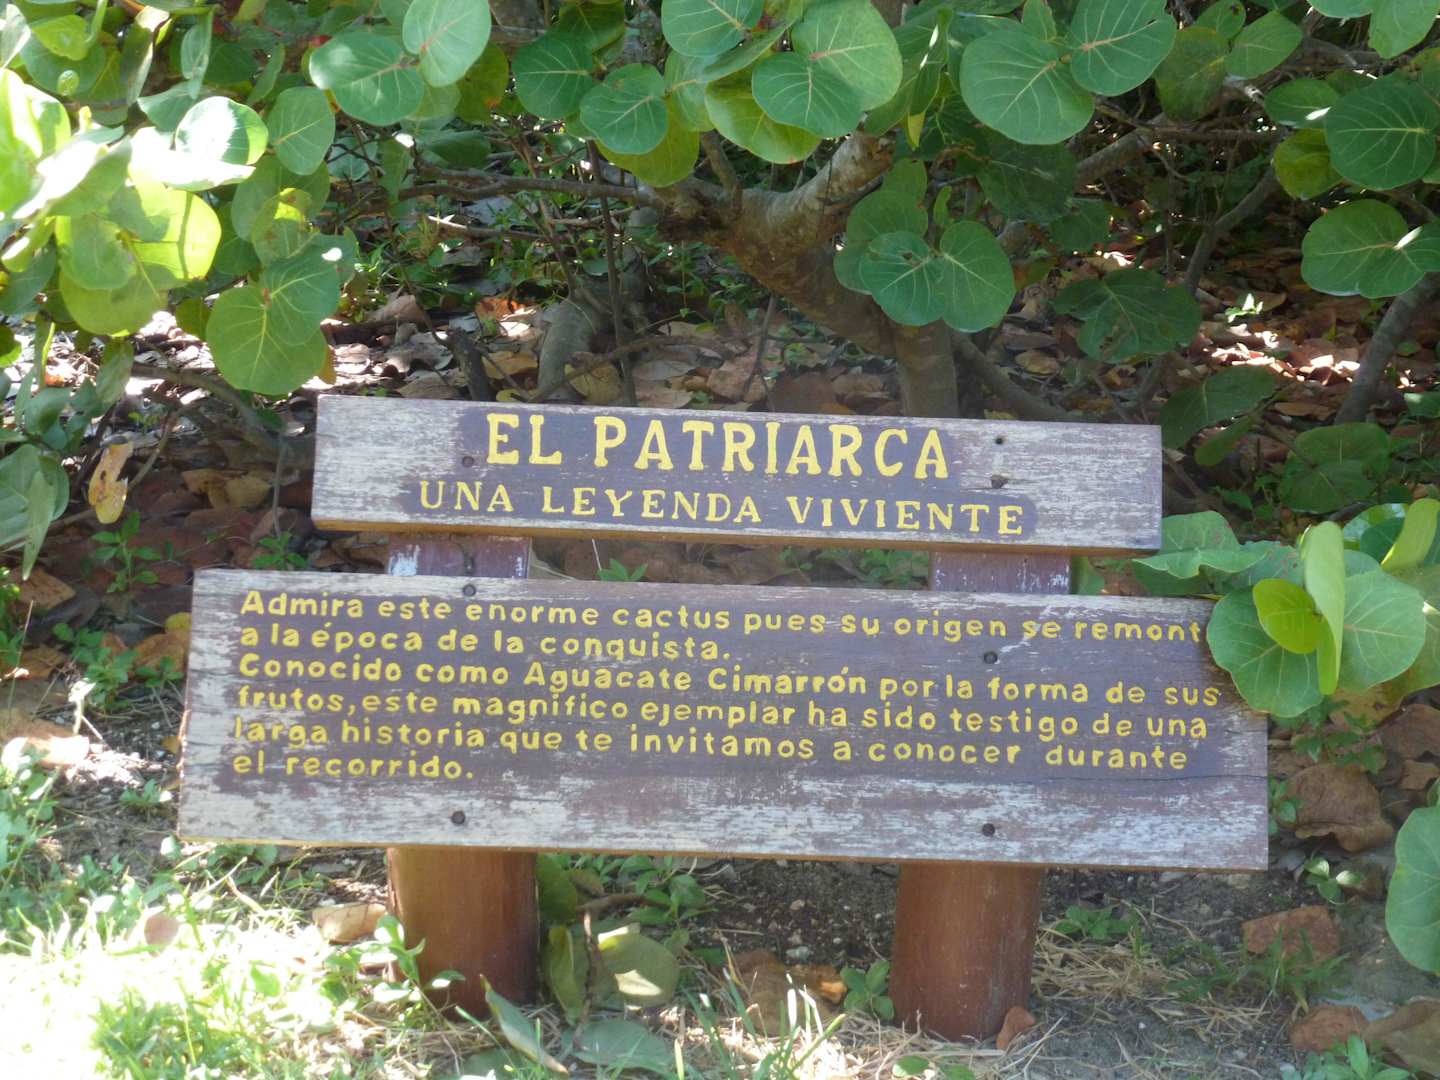 EL PATRIARCA
UNA LEYENDA VIVIENTE
Admira este enorme cactus pues su origen se remont
a la época de la conquista.
Conocido como Aguacate Cimarrón por la forma de sus
frutos, este magnífico ejemplar ha sido testigo de una
larga historia que te invitamos a conocer durante
el recorrido.